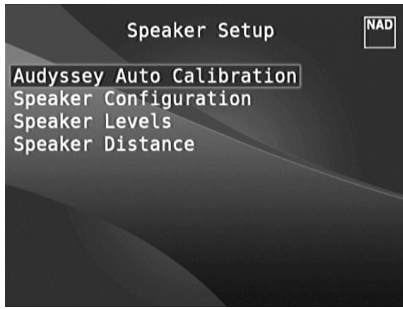 Speaker Setup
NAD
Audyssey Auto Calibration
Speaker Configuration
Speaker Levels
Speaker Distance